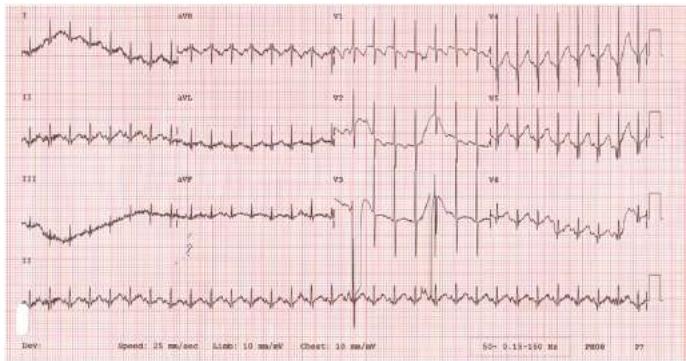 I aVR V1 V4
II aVL V2 V5
III aVF V3 V6
II
Dev: Speed: 25 mm/sec Limb: 10 mm/mV Chest: 10 mm/mV 50~ 0.15-150 Hz PH08 P7